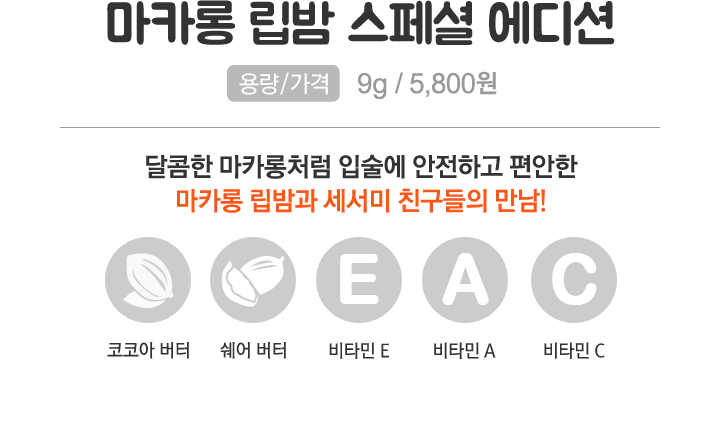 마카롱 립밤 스페셜 에디션
용량/가격 9g / 5,800원
달콤한 마카롱처럼 입술에 안전하고 편안한
마카롱 립밤과 세서미 친구들의 만남!
E A C
코코아 버터 쉐어 버터 비타민 E 비타민 A 비타민 C